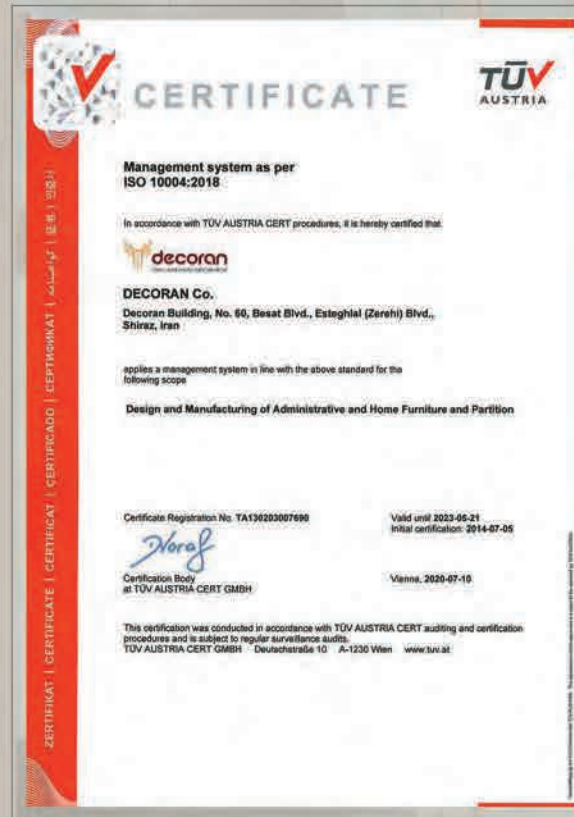 CERTIFICATE
TÜV
AUSTRIA
Management system as per
ISO 10004:2018
In accordance with TÜV AUSTRIA CERT procedures, it is hereby certified that
decoran
DECORAN Co.
Decoran Building, No. 60, Besat Blvd., Esteghlal (Zerehi) Blvd.,
Shiraz, Iran
applies a management system in line with the above standard for the
following scope
Design and Manufacturing of Administrative and Home Furniture and Partition
Certificate Registration No. TA130203007690
Valid until 2023-05-21
Initial certification: 2014-07-05
Certification Body
at TÜV AUSTRIA CERT GMBH
Vienna, 2020-07-10
This certification was conducted in accordance with TÜV AUSTRIA CERT auditing and certification
procedures and is subject to regular surveillance audits.
TÜV AUSTRIA CERT GMBH Deutschstraße 10 A-1230 Wien www.tuv.at
ZERTIFIKAT | CERTIFICATE | CERTIFICAT | CERTIFICADO | СЕРТИФИКАТ | گواهینامه | 证书 | 인증서